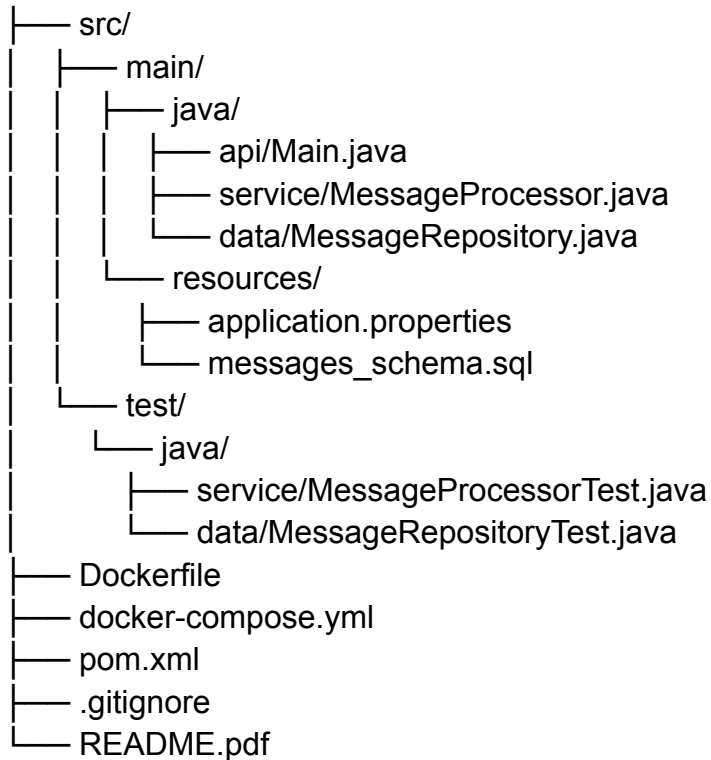 ├── src/
│ ├── main/
│ │ ├── java/
│ │ │ ├── api/Main.java
│ │ │ ├── service/MessageProcessor.java
│ │ │ └── data/MessageRepository.java
│ │ └── resources/
│ │ ├── application.properties
│ │ └── messages_schema.sql
│ └── test/
│ └── java/
│ ├── service/MessageProcessorTest.java
│ └── data/MessageRepositoryTest.java
├── Dockerfile
├── docker-compose.yml
├── pom.xml
├── .gitignore
└── README.pdf